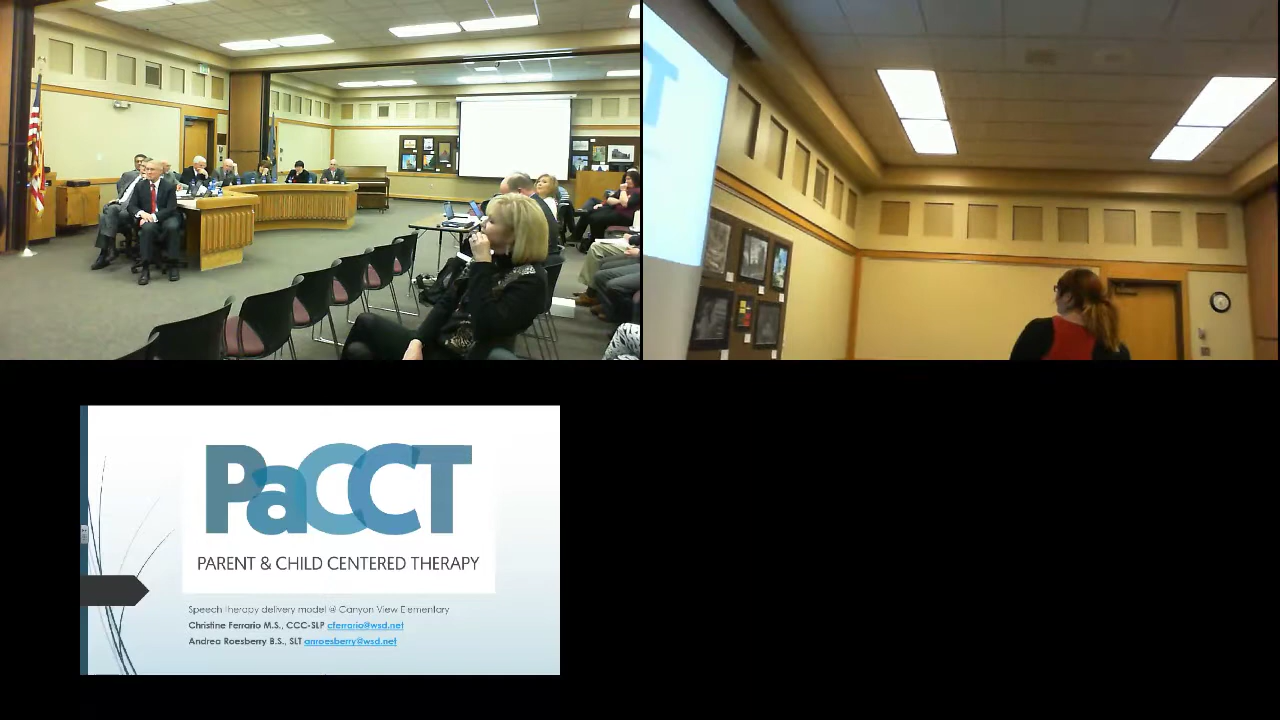 PaCCT
PARENT & CHILD CENTERED THERAPY
Speech therapy delivery model @ Canyon View Elementary
Christine Ferrario M.S., CCC-SLP cferrario@wsd.net
Andrea Roesberry B.S., SLT anroesberry@wsd.net